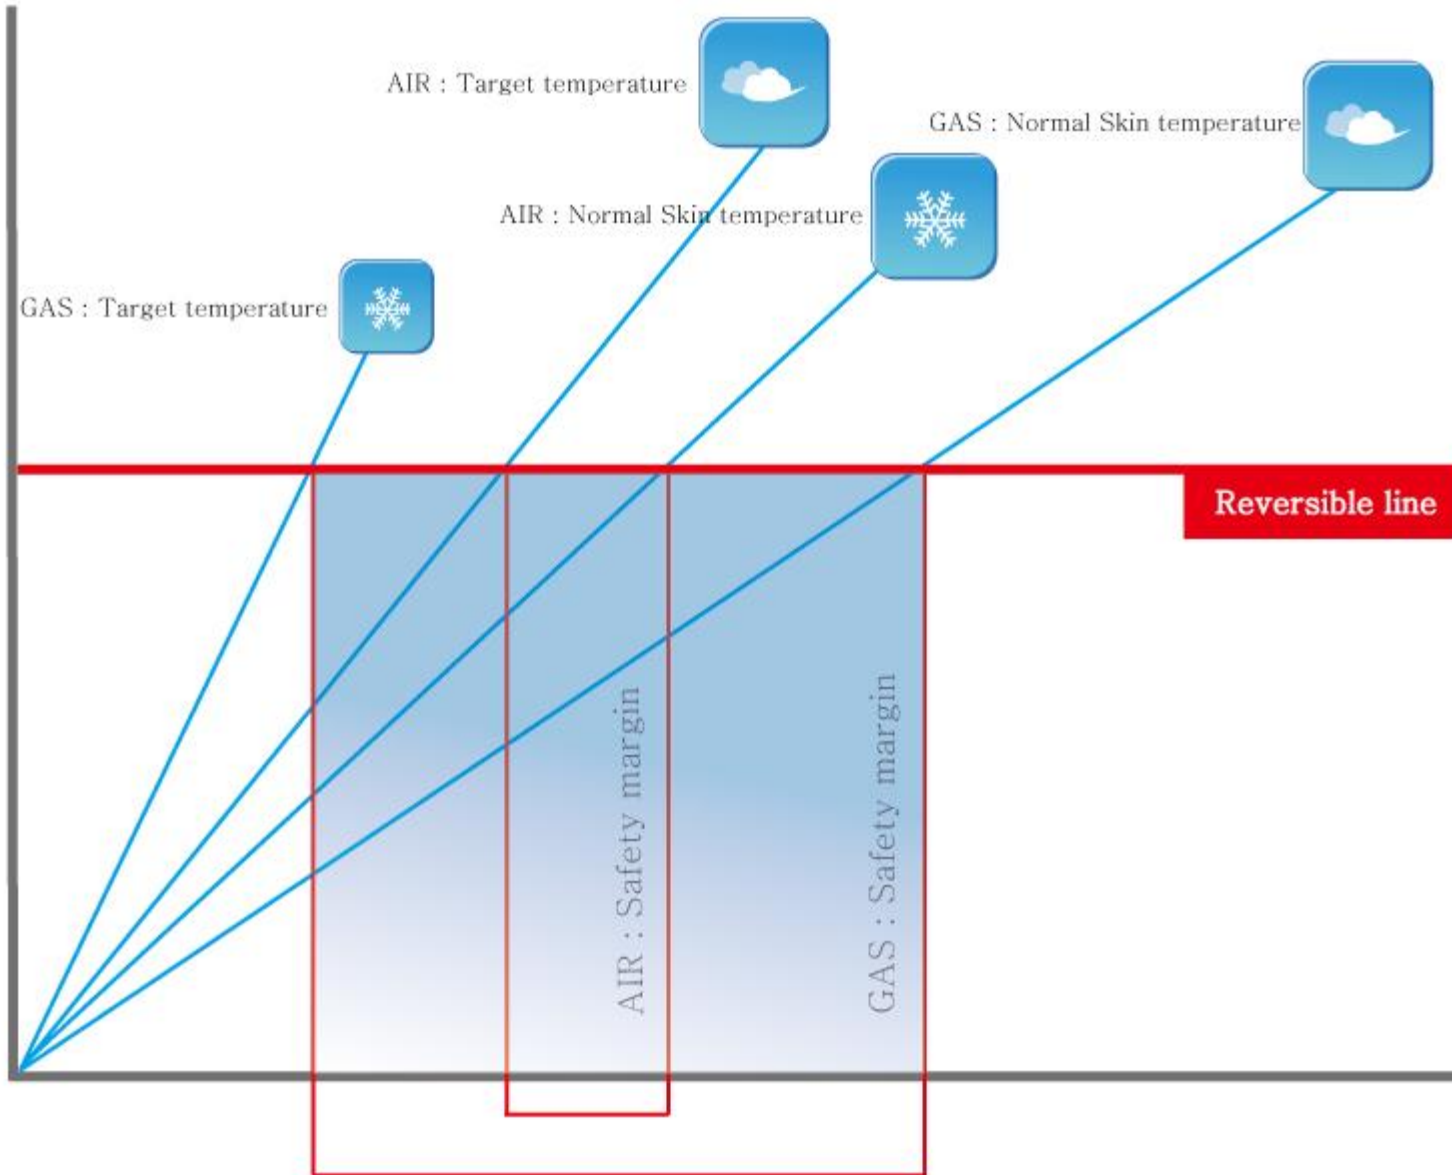 AIR : Target temperature
GAS : Normal Skin temperature
AIR : Normal Skin temperature
GAS : Target temperature
Reversible line
AIR : Safety margin
GAS : Safety margin